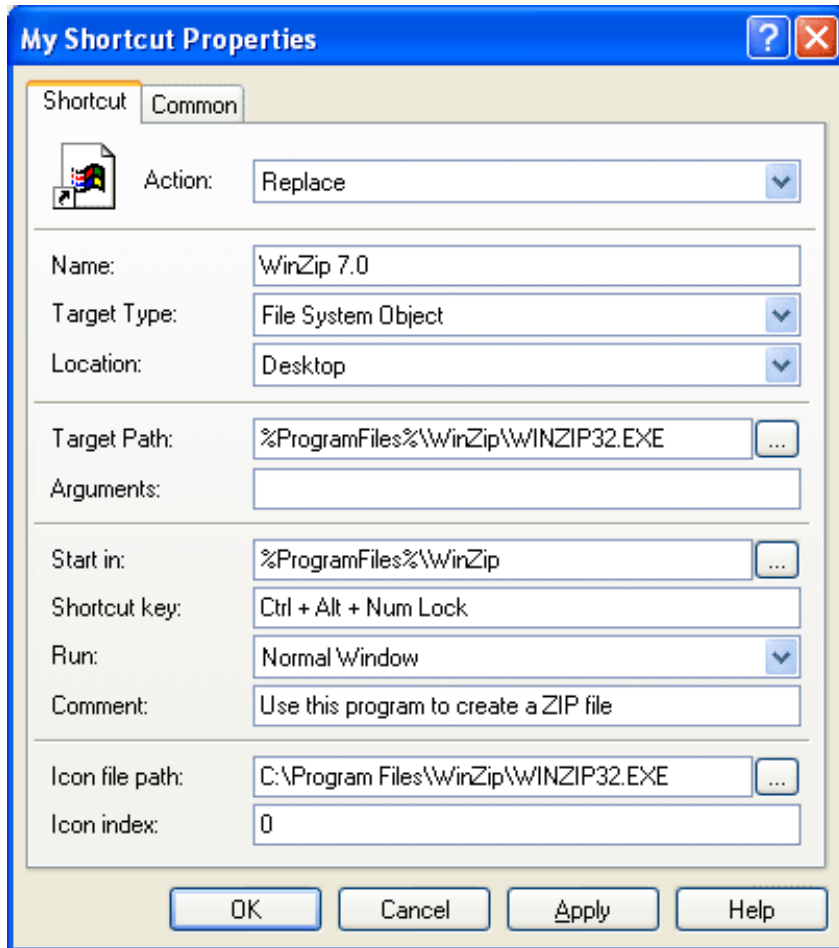 My Shortcut Properties
Shortcut Common
Action: Replace
Name: WinZip 7.0
Target Type: File System Object
Location: Desktop
Target Path: %ProgramFiles%\WinZip\WINZIP32.EXE ...
Arguments:
Start in: %ProgramFiles%\WinZip ...
Shortcut key: Ctrl + Alt + Num Lock
Run: Normal Window
Comment: Use this program to create a ZIP file
Icon file path: C:\Program Files\WinZip\WINZIP32.EXE ...
Icon index: 0
OK Cancel Apply Help